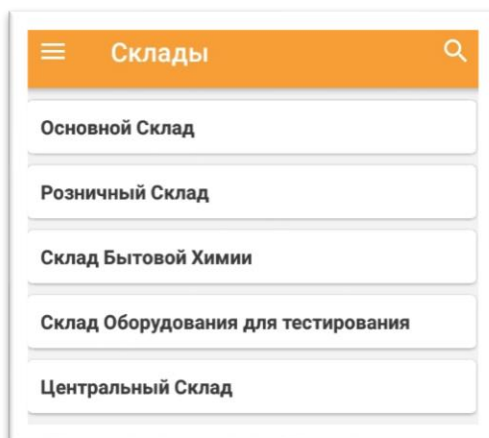 Склады
Основной Склад
Розничный Склад
Склад Бытовой Химии
Склад Оборудования для тестирования
Центральный Склад